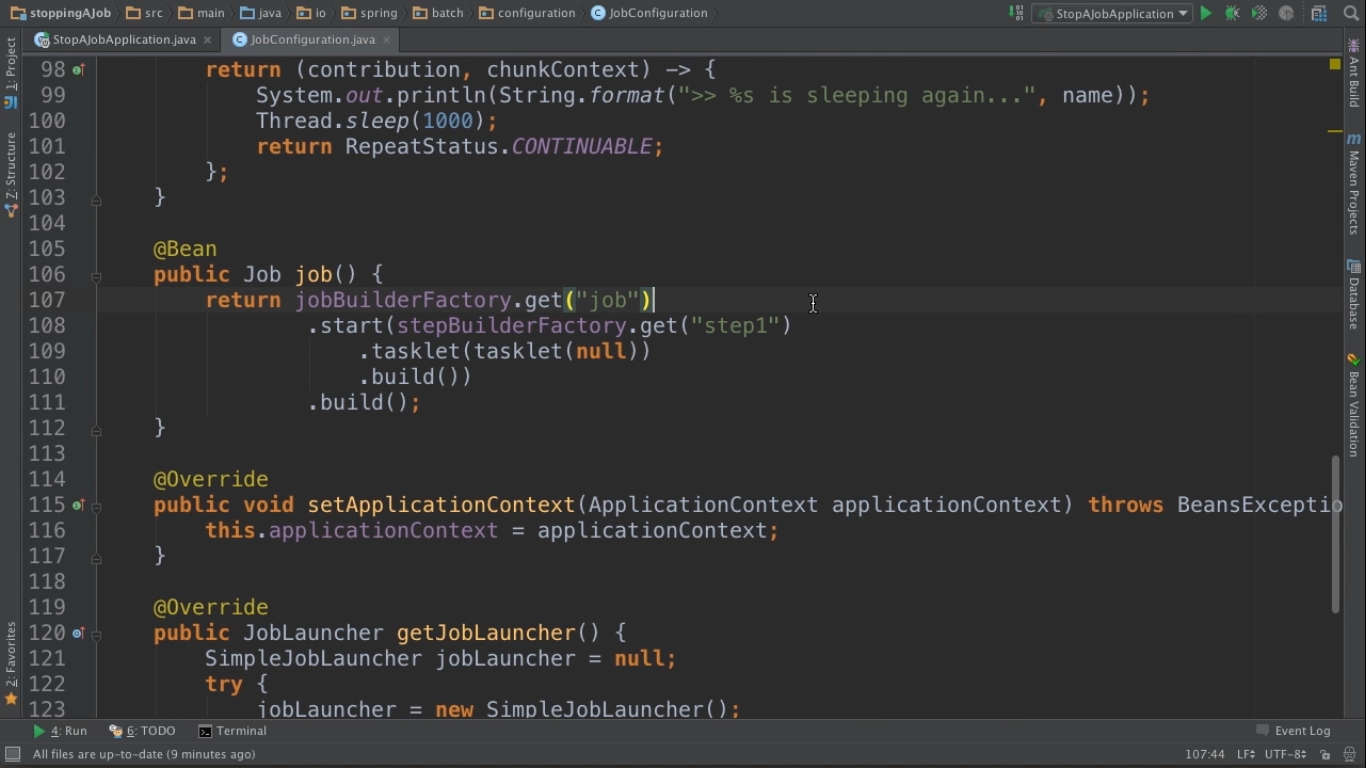 stoppingAJob src main java io spring batch configuration JobConfiguration StopAJobApplication
StopAJobApplication.java JobConfiguration.java
1: Project
7: Structure
2: Favorites
98 return (contribution, chunkContext) -> {
99 System.out.println(String.format(">> %s is sleeping again...", name));
100 Thread.sleep(1000);
101 return RepeatStatus.CONTINUABLE;
102 };
103 }
104
105 @Bean
106 public Job job() {
107 return jobBuilderFactory.get("job")
108 .start(stepBuilderFactory.get("step1")
109 .tasklet(tasklet(null))
110 .build())
111 .build();
112 }
113
114 @Override
115 public void setApplicationContext(ApplicationContext applicationContext) throws BeansExceptio
116 this.applicationContext = applicationContext;
117 }
118
119 @Override
120 public JobLauncher getJobLauncher() {
121 SimpleJobLauncher jobLauncher = null;
122 try {
123 jobLauncher = new SimpleJobLauncher();
Ant Build
Maven Projects
Database
Bean Validation
4: Run 6: TODO Terminal Event Log
All files are up-to-date (9 minutes ago) 107:44 LF UTF-8